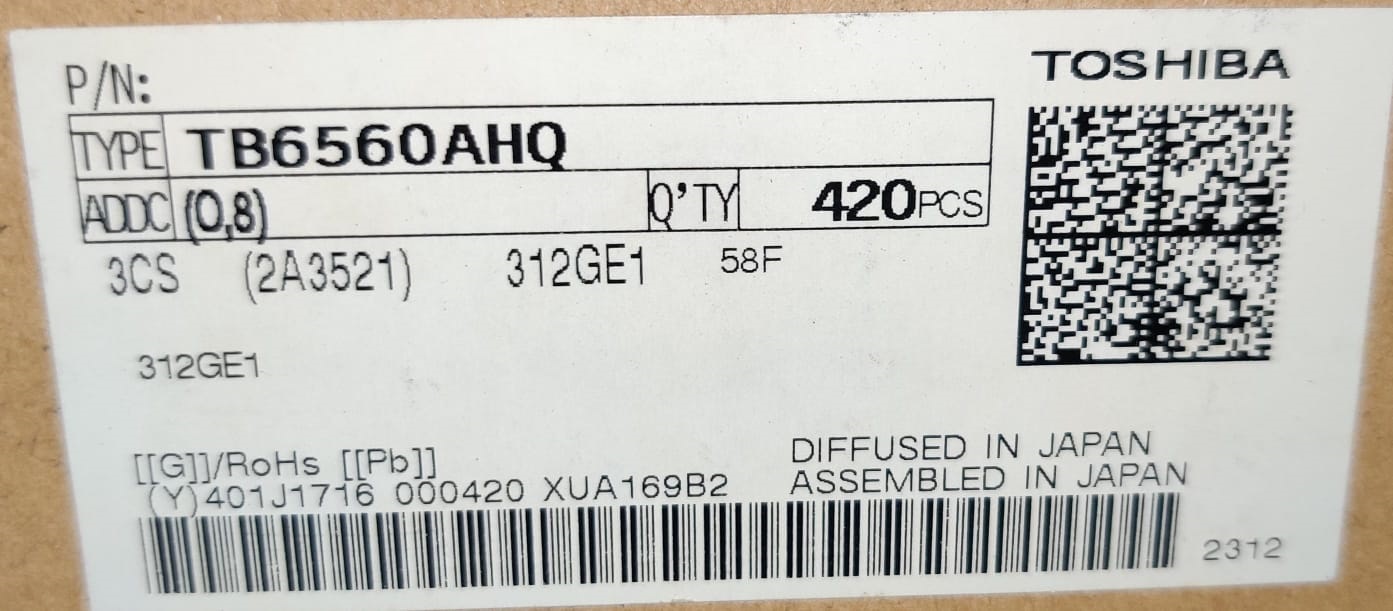 P/N:
TOSHIBA
TYPE TB6560AHQ
ADDC (O,8) Q'TY 420PCS
3CS (2A3521) 312GE1 58F
312GE1
[[G]]/RoHs [[Pb]]
(Y)401J1716 000420 XUA169B2
DIFFUSED IN JAPAN
ASSEMBLED IN JAPAN
2312